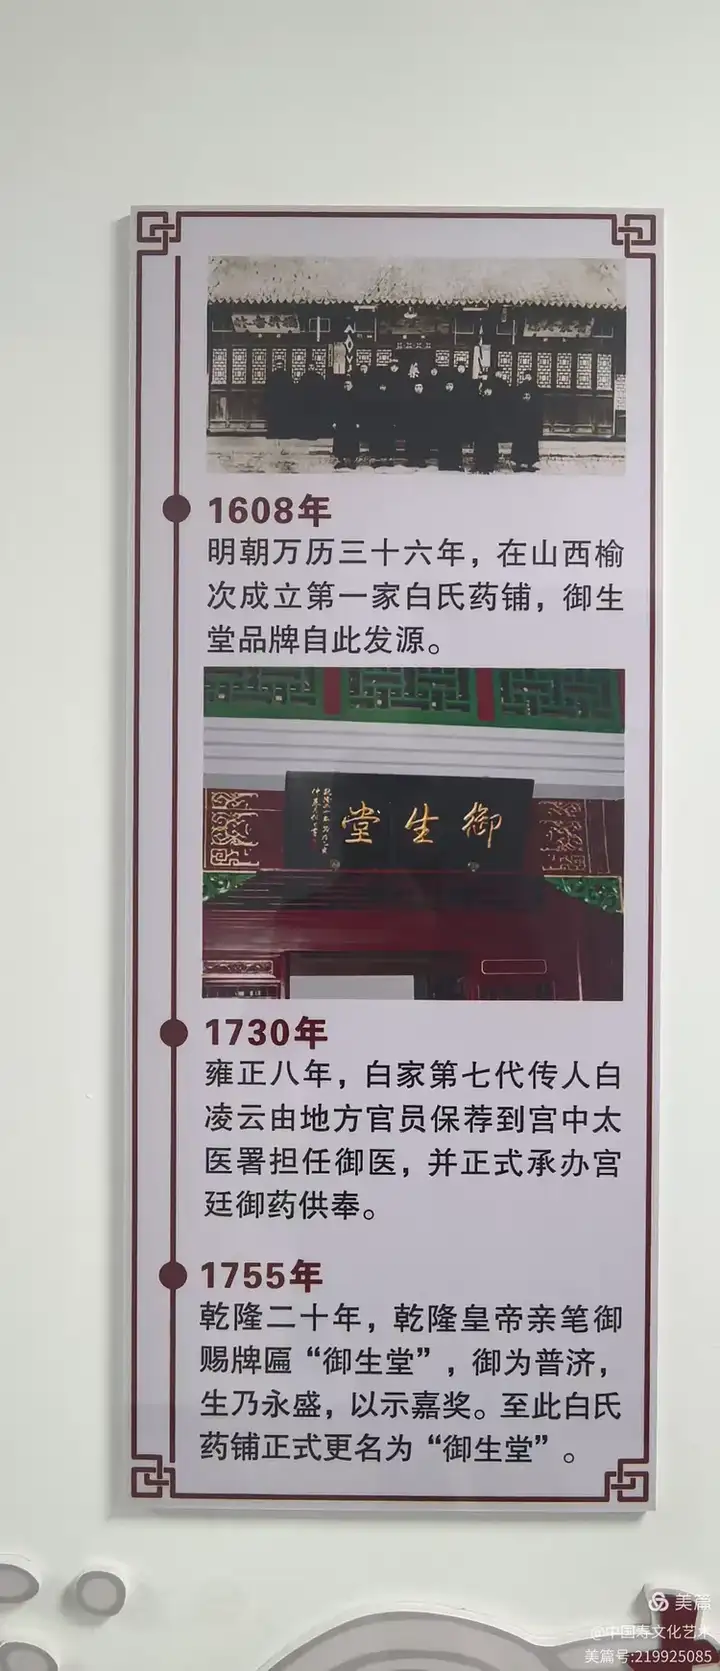 1608年
明朝万历三十六年，在山西榆
次成立第一家白氏药铺，御生
堂品牌自此发源。
御生堂
1730年
雍正八年，白家第七代传人白
凌云由地方官员保荐到宫中太
医署担任御医，并正式承办宫
廷御药供奉。
1755年
乾隆二十年，乾隆皇帝亲笔御
赐牌匾“御生堂”，御为普济，
生乃永盛，以示嘉奖。至此白氏
药铺正式更名为“御生堂”。
美篇
@中国寿文化艺术
美篇号:219925085